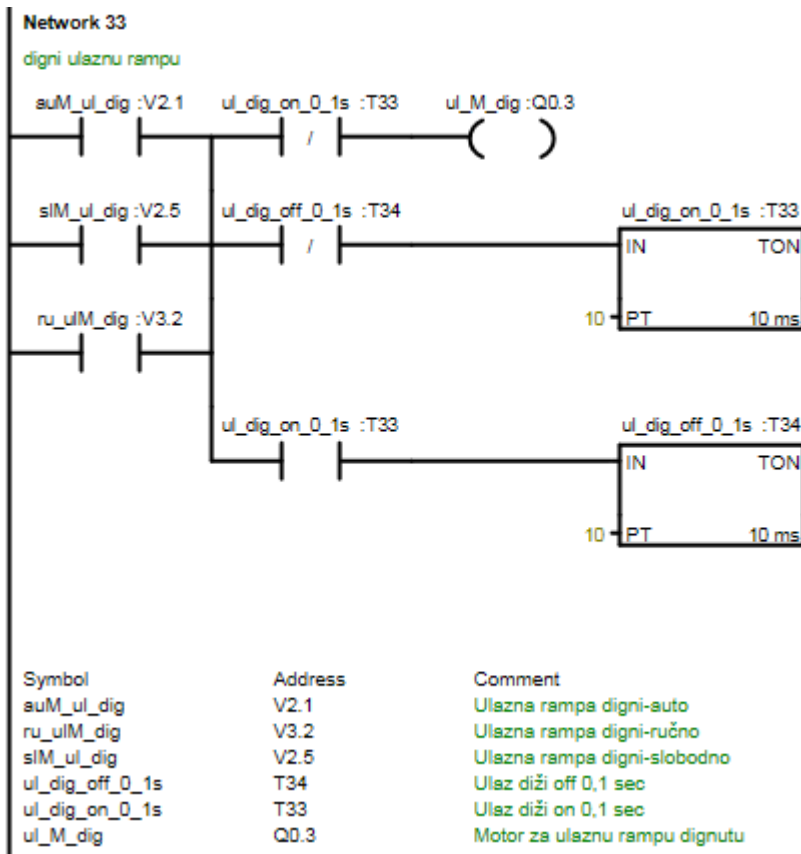 Network 33
digni ulaznu rampu
auM_ul_dig :V2.1 ul_dig_on_0_1s :T33 ul_M_dig :Q0.3
/
slM_ul_dig :V2.5 ul_dig_off_0_1s :T34 ul_dig_on_0_1s :T33
/ IN TON
ru_ulM_dig :V3.2
10 PT 10 ms
ul_dig_on_0_1s :T33 ul_dig_off_0_1s :T34
IN TON
10 PT 10 ms
Symbol Address Comment
auM_ul_dig V2.1 Ulazna rampa digni-auto
ru_ulM_dig V3.2 Ulazna rampa digni-ručno
slM_ul_dig V2.5 Ulazna rampa digni-slobodno
ul_dig_off_0_1s T34 Ulaz diži off 0,1 sec
ul_dig_on_0_1s T33 Ulaz diži on 0,1 sec
ul_M_dig Q0.3 Motor za ulaznu rampu dignutu